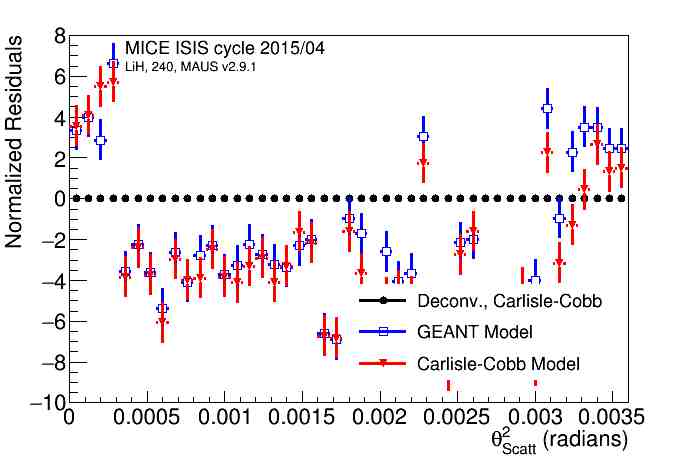 MICE ISIS cycle 2015/04
LiH, 240, MAUS v2.9.1
Normalized Residuals
8
6
4
2
0
−2
−4
−6
−8
−10
Deconv., Carlisle-Cobb
GEANT Model
Carlisle-Cobb Model
0 0.0005 0.001 0.0015 0.002 0.0025 0.003 0.0035
θ²Scatt (radians)